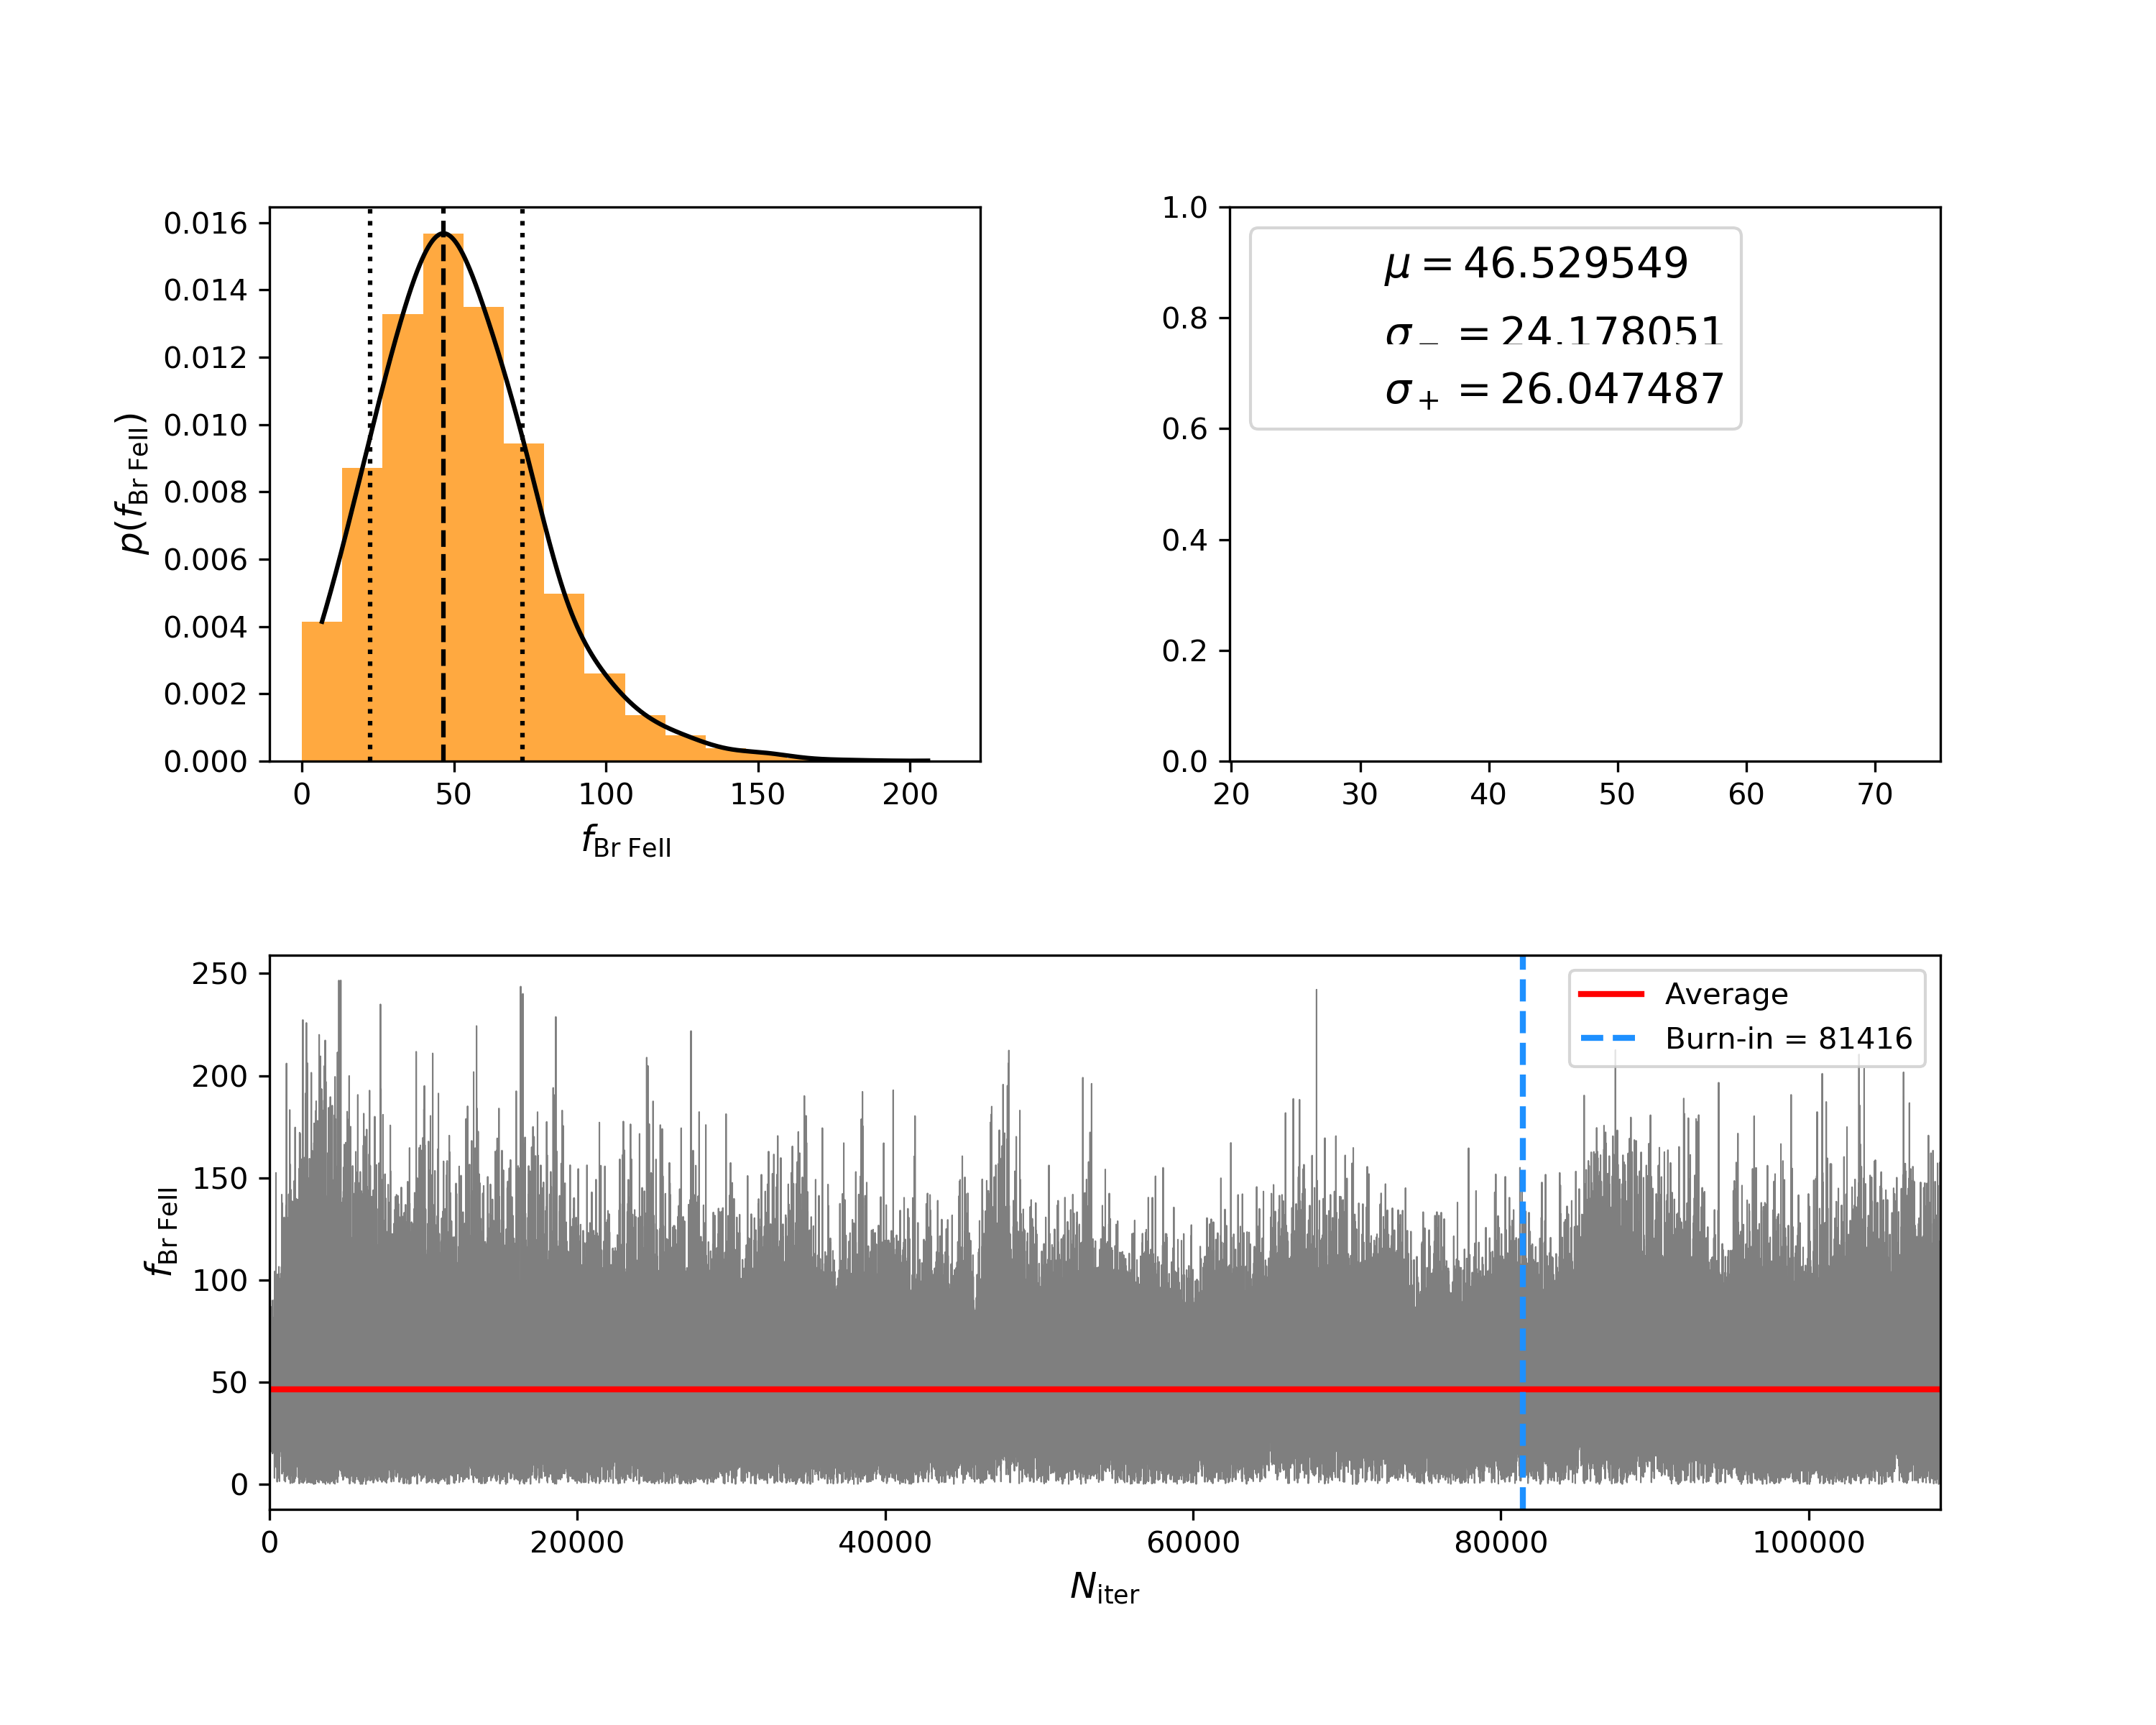 0.016
0.014
0.012
0.010
0.008
0.006
0.004
0.002
0.000
p(f_Br FeII)
0 50 100 150 200
f_Br FeII
1.0
0.8
0.6
0.4
0.2
0.0
μ = 46.529549
σ_- = 24.178051
σ_+ = 26.047487
20 30 40 50 60 70
250
200
150
100
50
0
f_Br FeII
Average
Burn-in = 81416
0 20000 40000 60000 80000 100000
N_iter